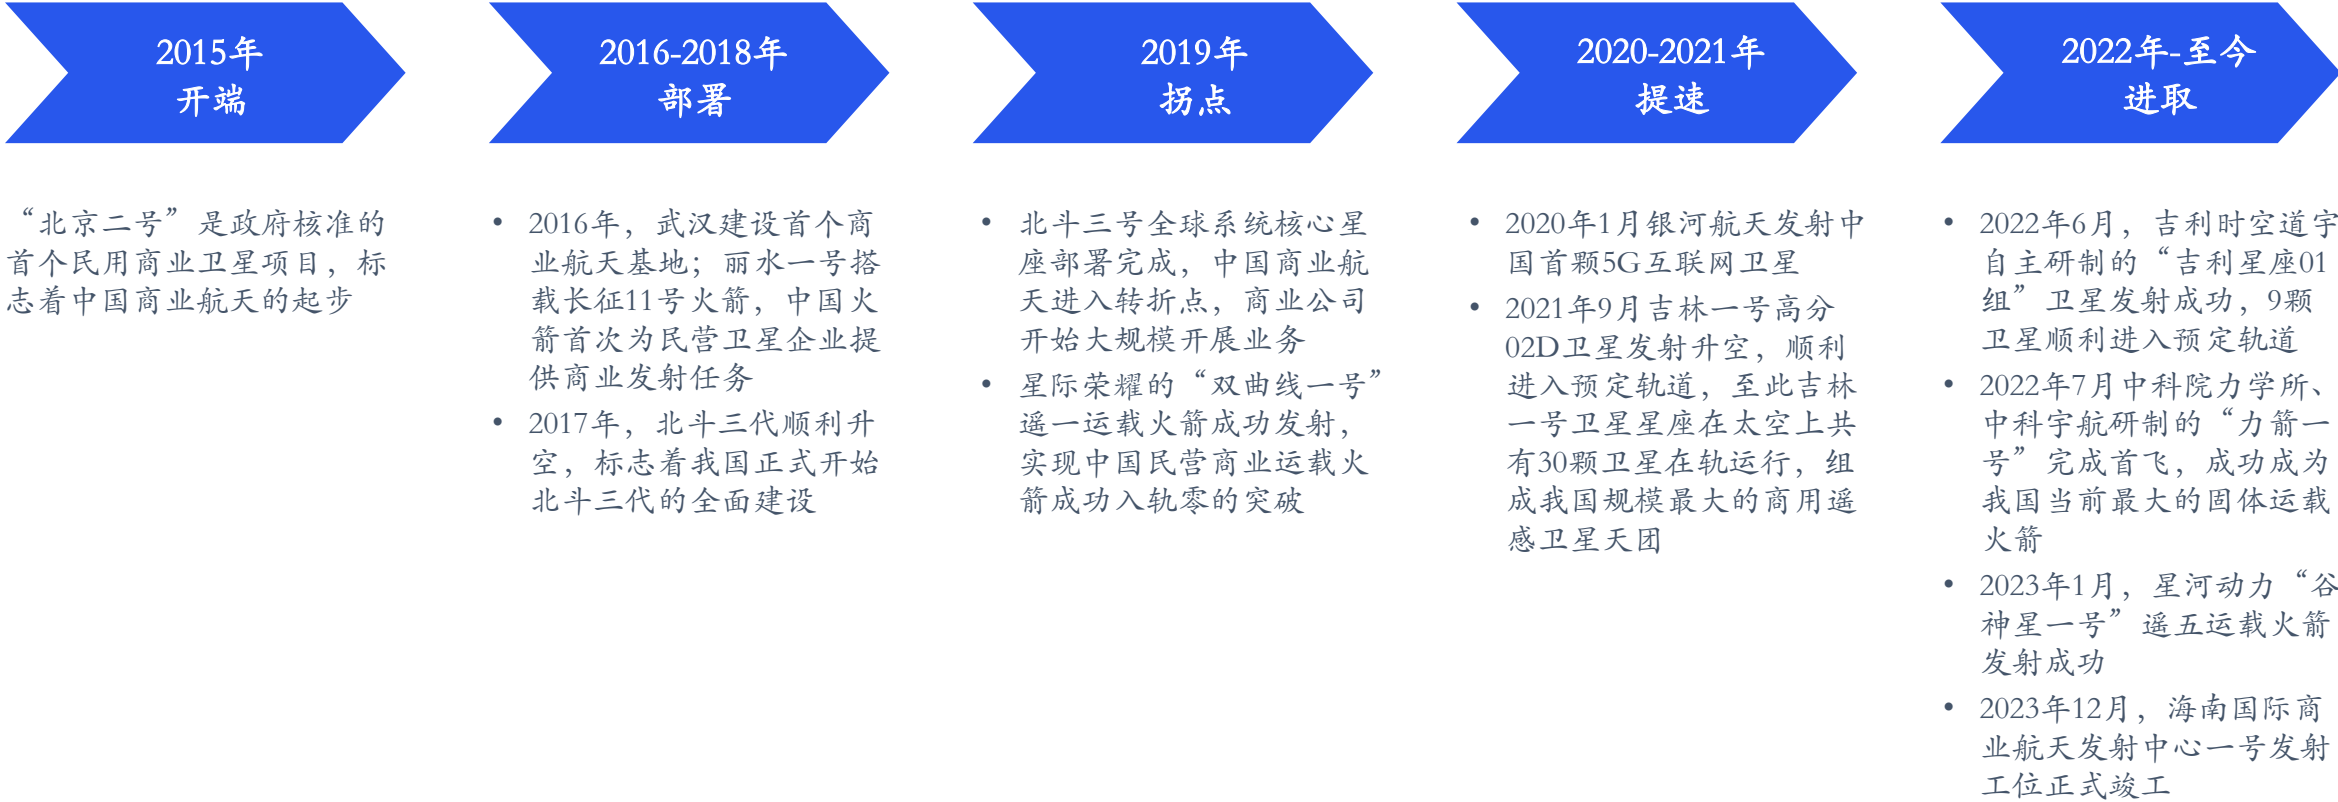 2015年
开端
“北京二号”是政府核准的
首个民用商业卫星项目，标
志着中国商业航天的起步
2016-2018年
部署
• 2016年，武汉建设首个商
业航天基地；丽水一号搭
载长征11号火箭，中国火
箭首次为民营卫星企业提
供商业发射任务
• 2017年，北斗三代顺利升
空，标志着我国正式开始
北斗三代的全面建设
2019年
拐点
• 北斗三号全球系统核心星
座部署完成，中国商业航
天进入转折点，商业公司
开始大规模开展业务
• 星际荣耀的“双曲线一号”
遥一运载火箭成功发射，
实现中国民营商业运载火
箭成功入轨零的突破
2020-2021年
提速
• 2020年1月银河航天发射中
国首颗5G互联网卫星
• 2021年9月吉林一号高分
02D卫星发射升空，顺利
进入预定轨道，至此吉林
一号卫星星座在太空上共
有30颗卫星在轨运行，组
成我国规模最大的商用遥
感卫星天团
2022年-至今
进取
• 2022年6月，吉利时空道宇
自主研制的“吉利星座01
组”卫星发射成功，9颗
卫星顺利进入预定轨道
• 2022年7月中科院力学所、
中科宇航研制的“力箭一
号”完成首飞，成功成为
我国当前最大的固体运载
火箭
• 2023年1月，星河动力“谷
神星一号”遥五运载火箭
发射成功
• 2023年12月，海南国际商
业航天发射中心一号发射
工位正式竣工